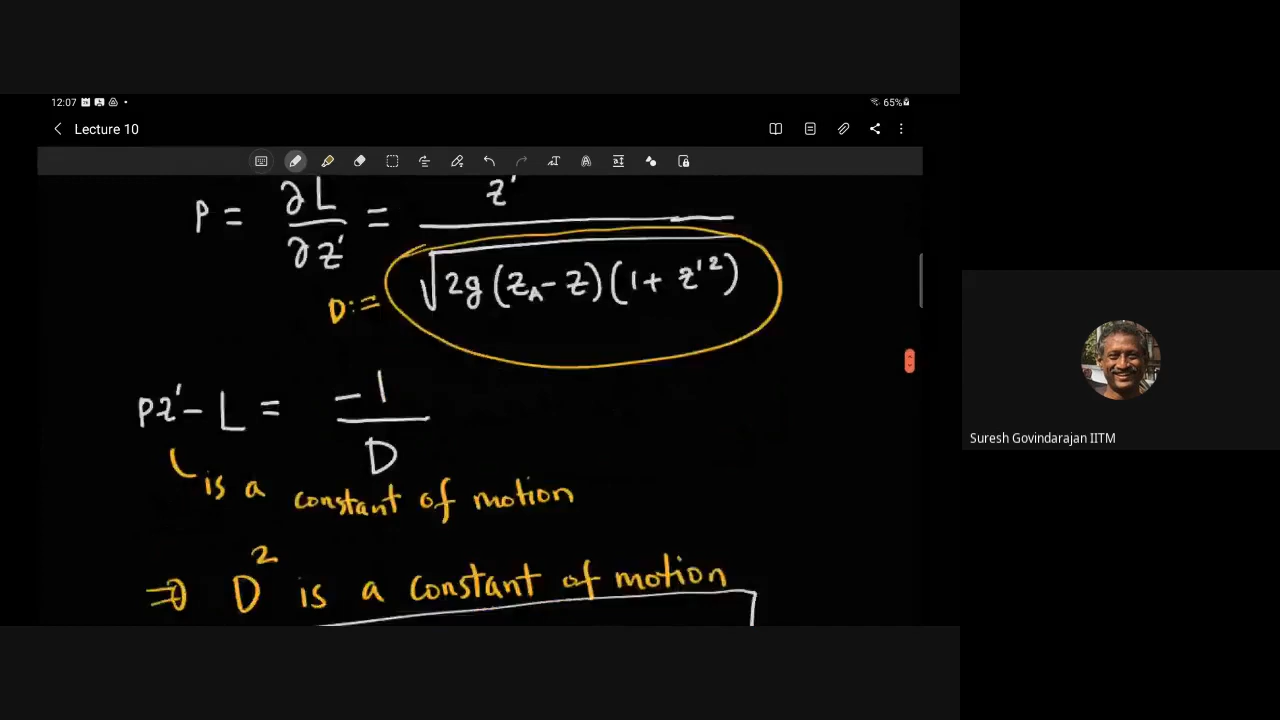 12:07 65%
Lecture 10
P = ∂L/∂z' = z'/√2g(z_A - z)(1 + z'^2)
D :=
Pz' - L = -1/D
is a constant of motion
⇒ D^2 is a constant of motion
Suresh Govindarajan IITM